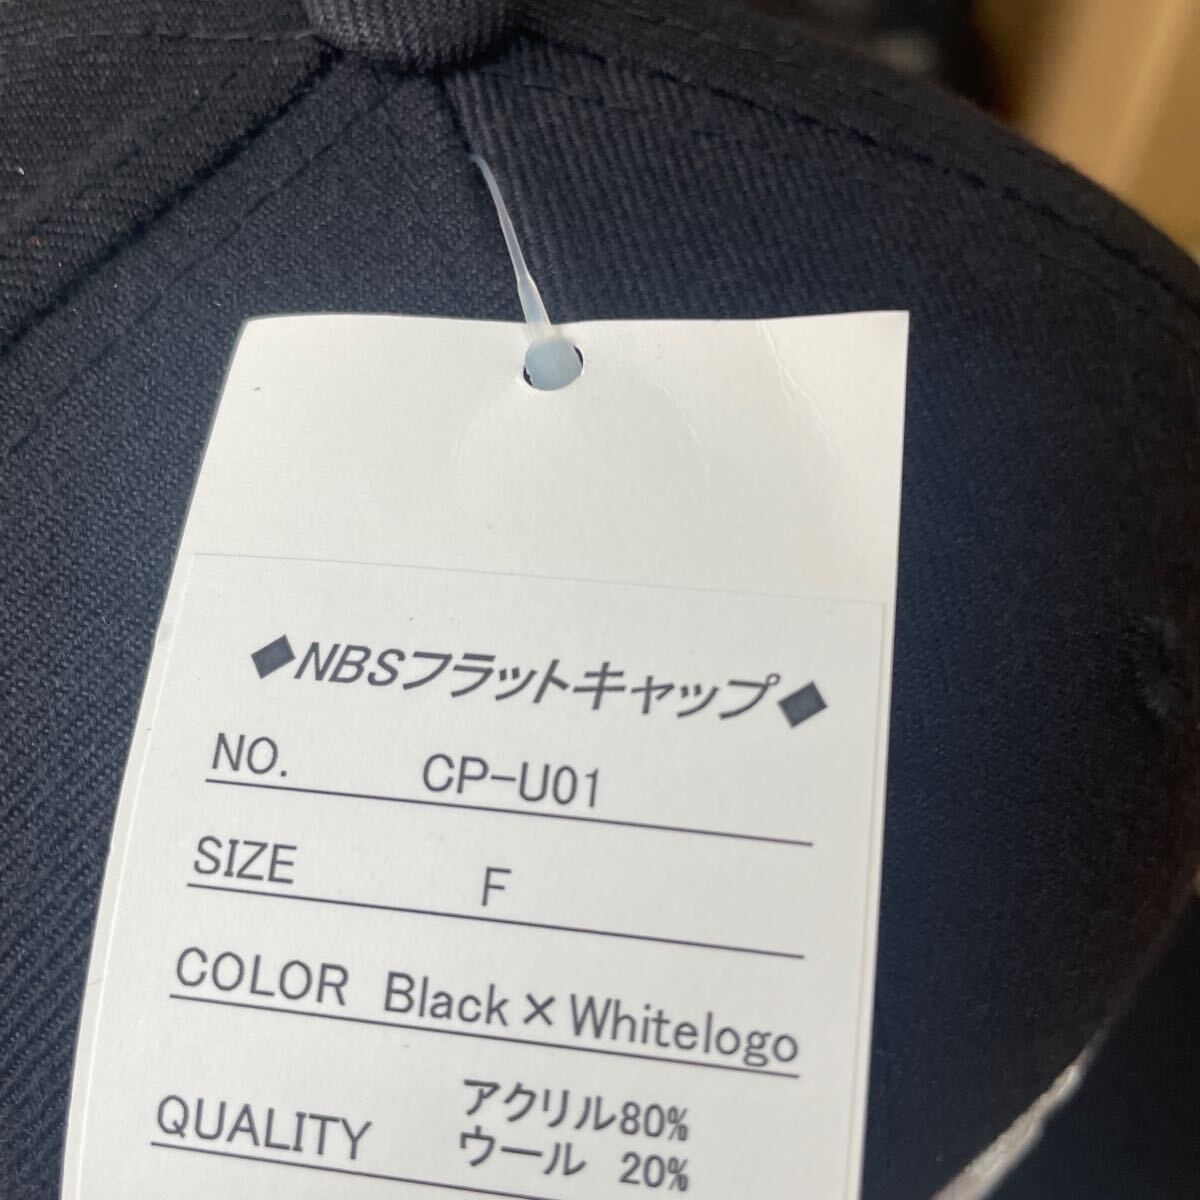 ◆NBSフラットキャップ◆
NO. CP-U01
SIZE F
COLOR Black×Whitelogo
QUALITY アクリル80%
ウール 20%